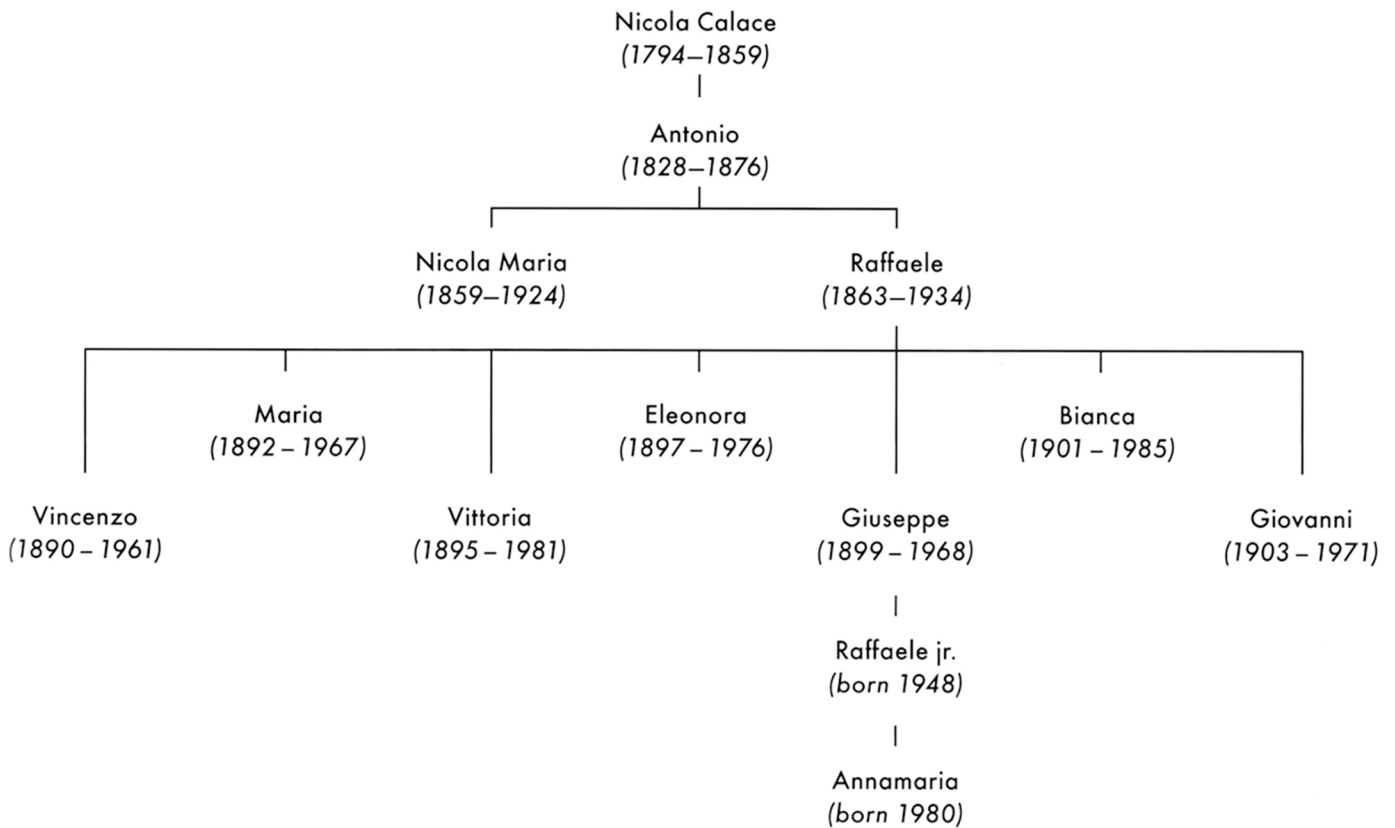 Nicola Calace
(1794–1859)
Antonio
(1828–1876)
Nicola Maria
(1859–1924)
Raffaele
(1863–1934)
Maria
(1892 – 1967)
Eleonora
(1897 – 1976)
Bianca
(1901 – 1985)
Vincenzo
(1890 – 1961)
Vittoria
(1895 – 1981)
Giuseppe
(1899 – 1968)
Giovanni
(1903 – 1971)
Raffaele jr.
(born 1948)
Annamaria
(born 1980)